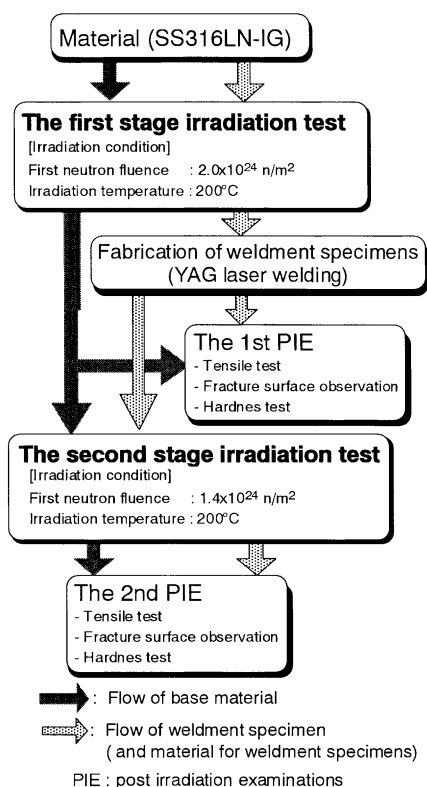 Material (SS316LN-IG)
The first stage irradiation test
[Irradiation condition]
First neutron fluence : 2.0x10²⁴ n/m²
Irradiation temperature : 200°C
Fabrication of weldment specimens
(YAG laser welding)
The 1st PIE
- Tensile test
- Fracture surface observation
- Hardnes test
The second stage irradiation test
[Irradiation condition]
First neutron fluence : 1.4x10²⁴ n/m²
Irradiation temperature : 200°C
The 2nd PIE
- Tensile test
- Fracture surface observation
- Hardnes test
: Flow of base material
: Flow of weldment specimen
( and material for weldment specimens)
PIE : post irradiation examinations